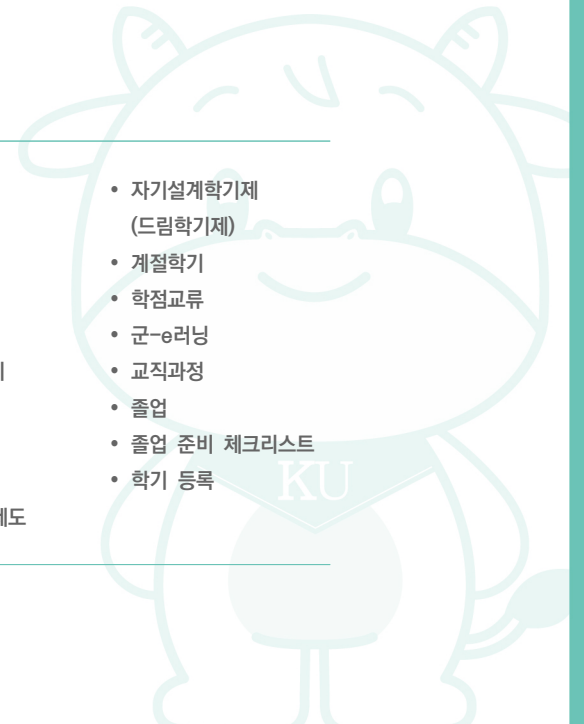 • 자기설계학기제
(드림학기제)
• 계절학기
• 학점교류
• 군-e러닝
• 교직과정
• 졸업
• 졸업 준비 체크리스트
• 학기 등록
KU